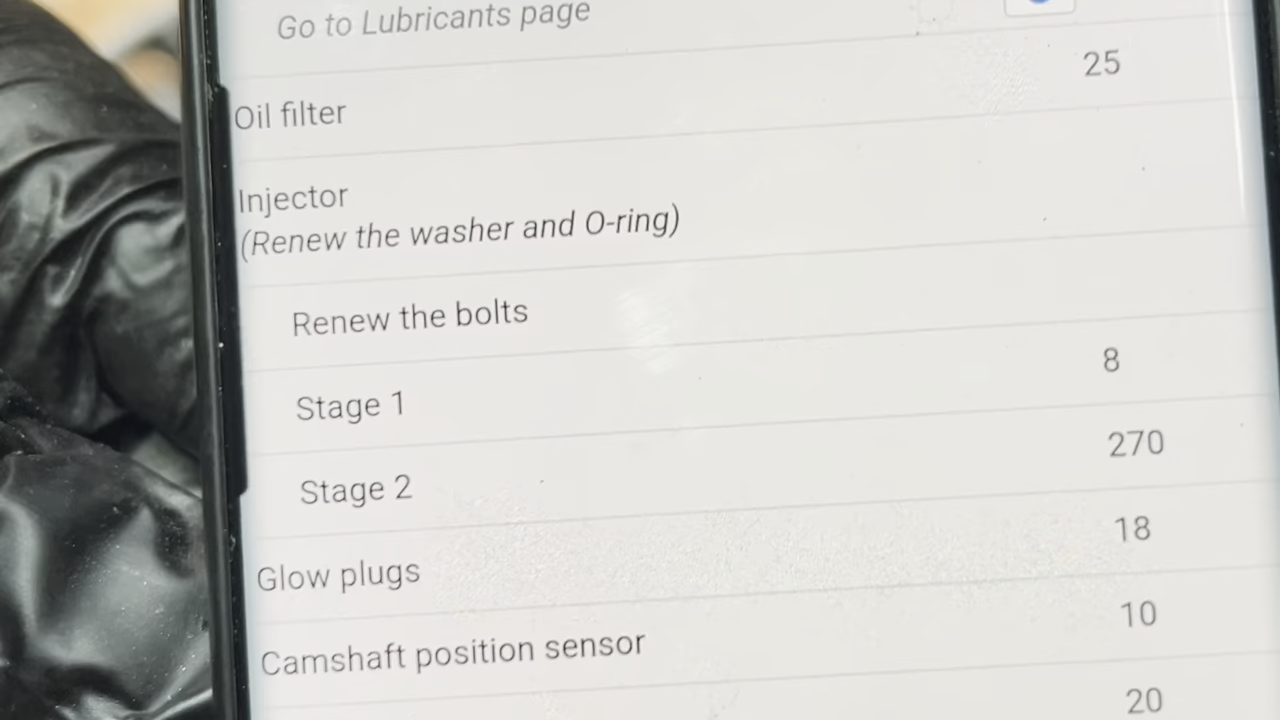 Go to Lubricants page
Oil filter 25
Injector
(Renew the washer and O-ring)
Renew the bolts
Stage 1 8
Stage 2 270
Glow plugs 18
Camshaft position sensor 10
20